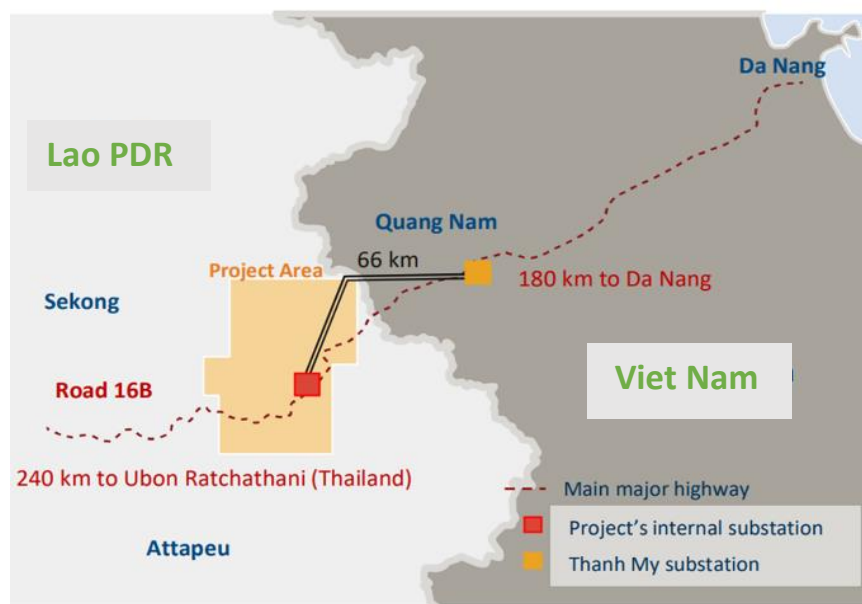 Da Nang
Lao PDR
Quang Nam
66 km
Project Area
180 km to Da Nang
Sekong
Viet Nam
Road 16B
240 km to Ubon Ratchathani (Thailand)
Main major highway
Project's internal substation
Attapeu
Thanh My substation